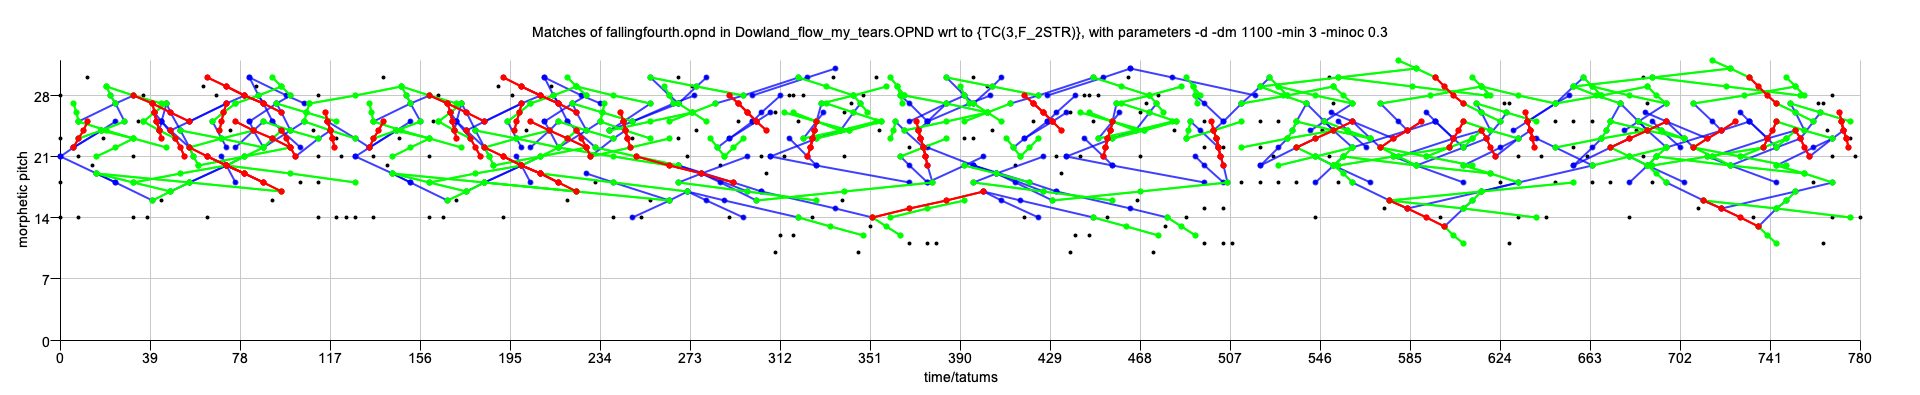 Matches of fallingfourth.opnd in Dowland_flow_my_tears.OPND wrt to {TC(3,F_2STR)}, with parameters -d -dm 1100 -min 3 -minoc 0.3
morphetic pitch
28
21
14
7
0
0 39 78 117 156 195 234 273 312 351 390 429 468 507 546 585 624 663 702 741 780
time/tatums